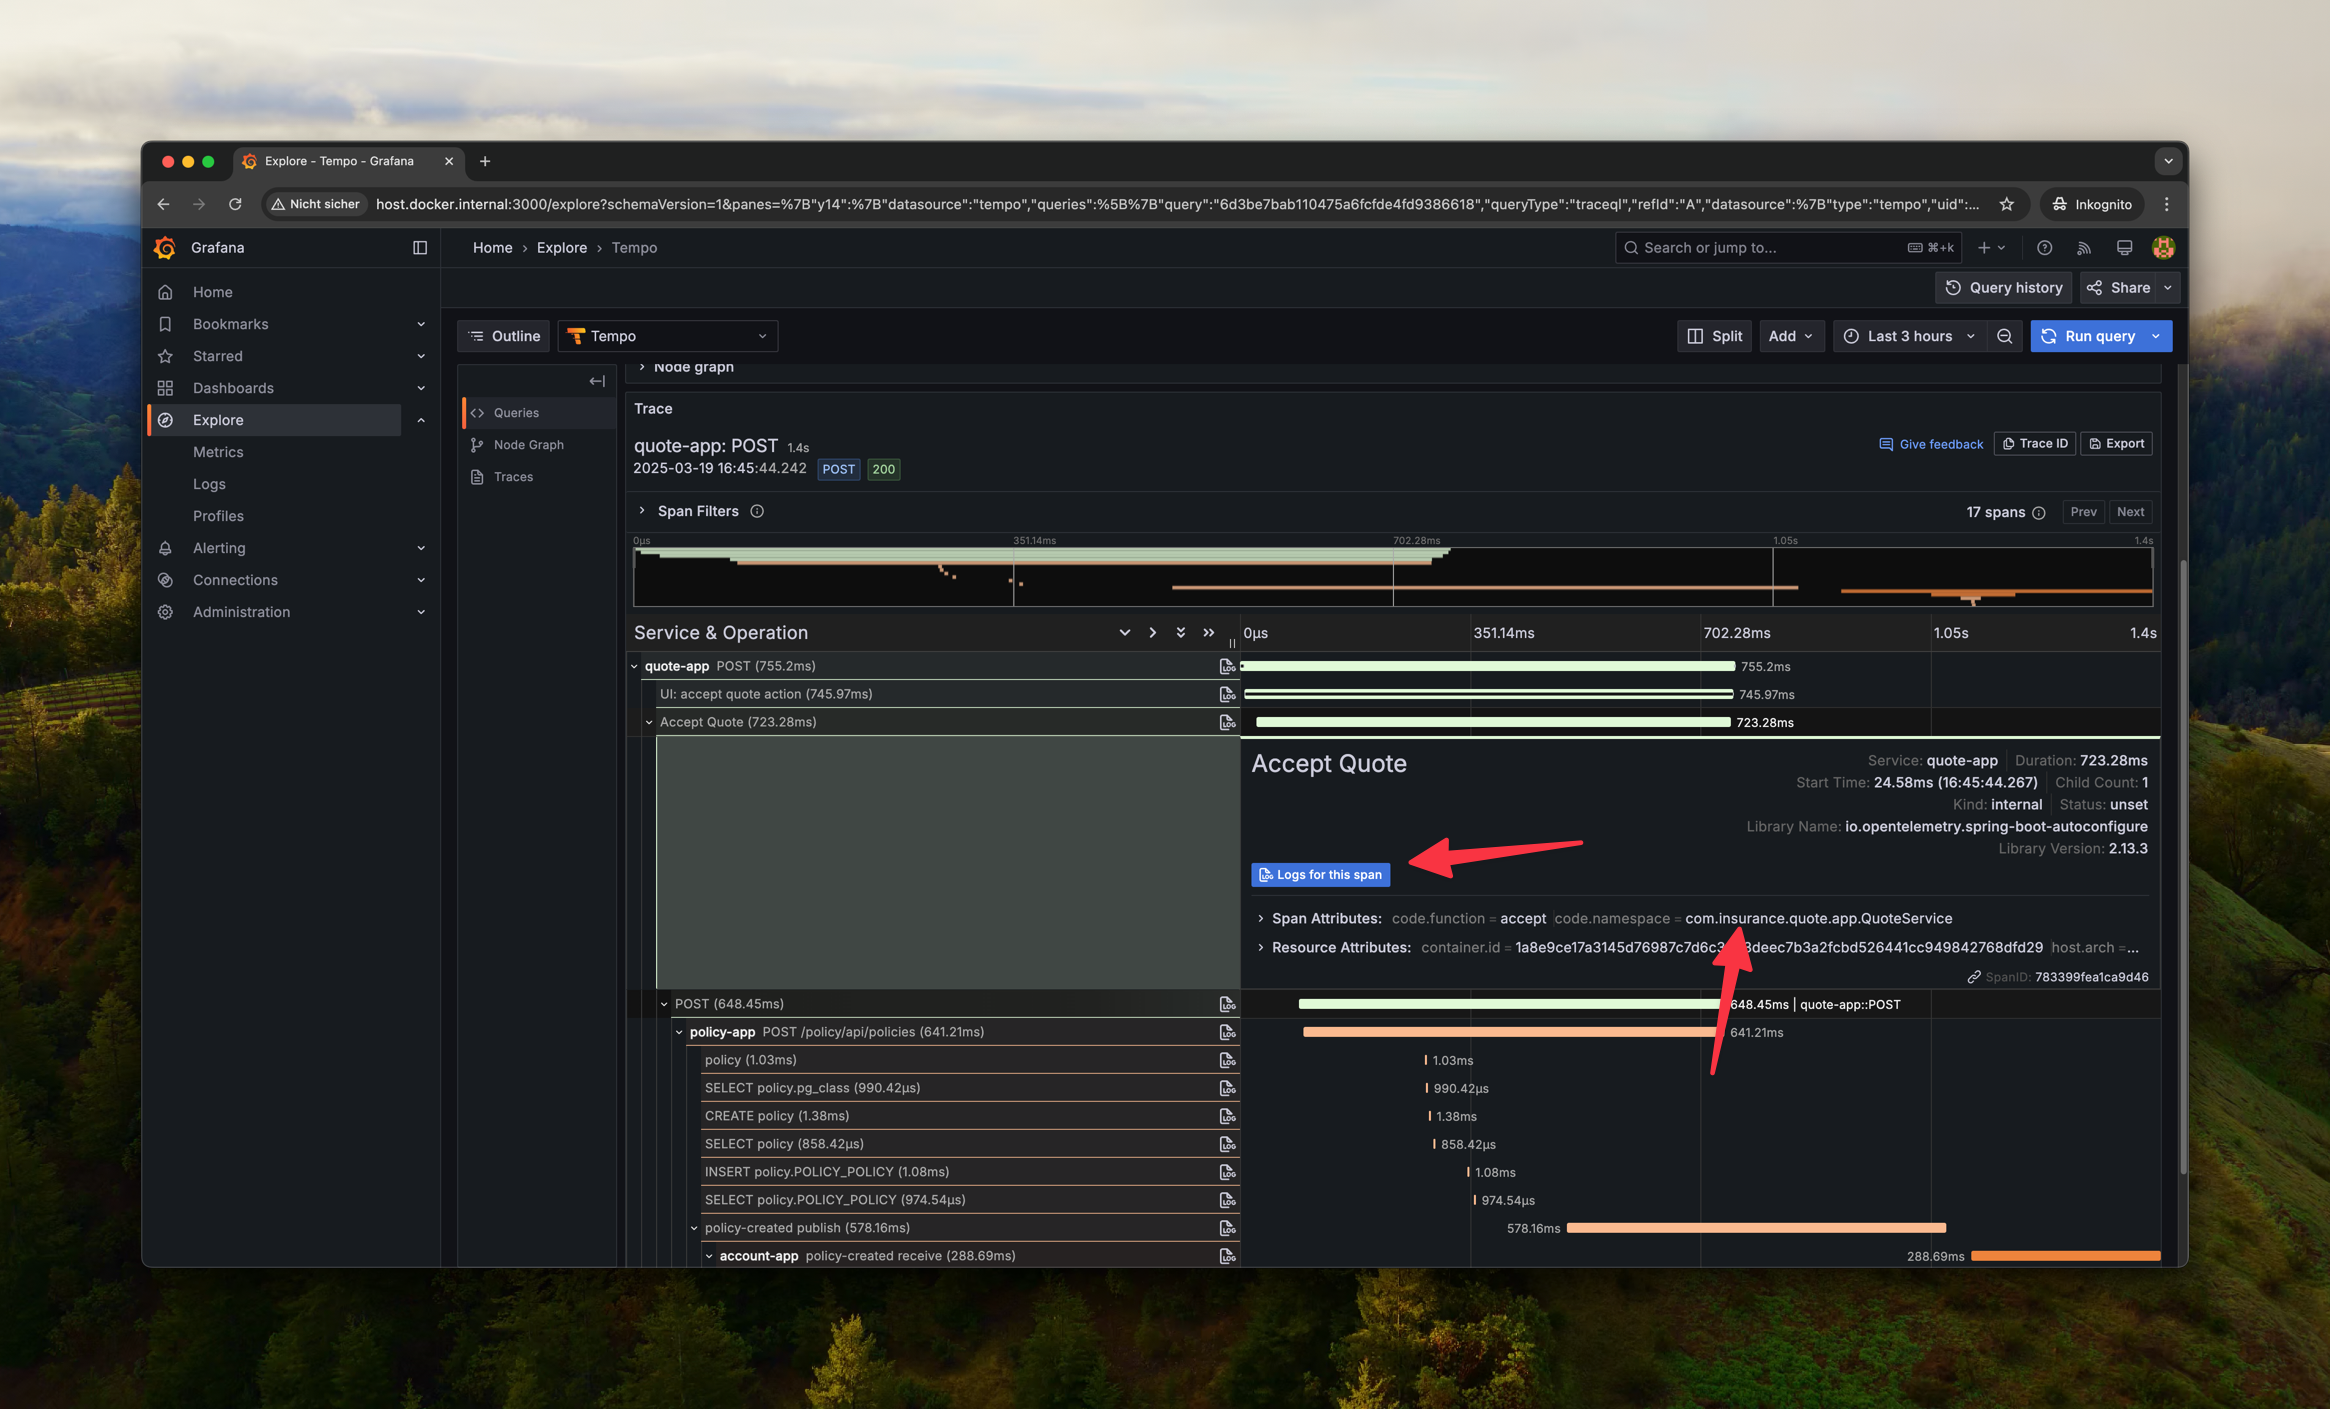 Explore - Tempo - Grafana
Nicht sicher host.docker.internal:3000/explore?schemaVersion=1&panes=%7B"y14":%7B"datasource":"tempo","queries":%5B%7B"query":"6d3be7bab110475a6fcfde4fd9386618","queryType":"traceql","refId":"A","datasource":%7B"type":"tempo","uid":... Inkognito
Grafana
Home › Explore › Tempo
Search or jump to... ⌘+k
Home
Bookmarks
Starred
Dashboards
Explore
Metrics
Logs
Profiles
Alerting
Connections
Administration
Query history Share
Outline Tempo Split Add Last 3 hours Run query
Queries
Node Graph
Traces
Node graph
Trace
quote-app: POST 1.4s
2025-03-19 16:45:44.242 POST 200
Give feedback Trace ID Export
Span Filters 17 spans Prev Next
0μs 351.14ms 702.28ms 1.05s 1.4s
Service & Operation 0μs 351.14ms 702.28ms 1.05s 1.4s
quote-app POST (755.2ms) LOG 755.2ms
UI: accept quote action (745.97ms) LOG 745.97ms
Accept Quote (723.28ms) LOG 723.28ms
Accept Quote
Service: quote-app Duration: 723.28ms
Start Time: 24.58ms (16:45:44.267) Child Count: 1
Kind: internal Status: unset
Library Name: io.opentelemetry.spring-boot-autoconfigure
Library Version: 2.13.3
Logs for this span
Span Attributes: code.function = accept code.namespace = com.insurance.quote.app.QuoteService
Resource Attributes: container.id = host.arch =...
SpanID: 783399fea1ca9d46
POST (648.45ms) LOG 648.45ms | quote-app::POST
policy-app POST /policy/api/policies (641.21ms) LOG 641.21ms
policy (1.03ms) LOG 1.03ms
SELECT policy.pg_class (990.42μs) LOG 990.42μs
CREATE policy (1.38ms) LOG 1.38ms
SELECT policy (858.42μs) LOG 858.42μs
INSERT policy.POLICY_POLICY (1.08ms) LOG 1.08ms
SELECT policy.POLICY_POLICY (974.54μs) LOG 974.54μs
policy-created publish (578.16ms) LOG 578.16ms
account-app policy-created receive (288.69ms) LOG 288.69ms